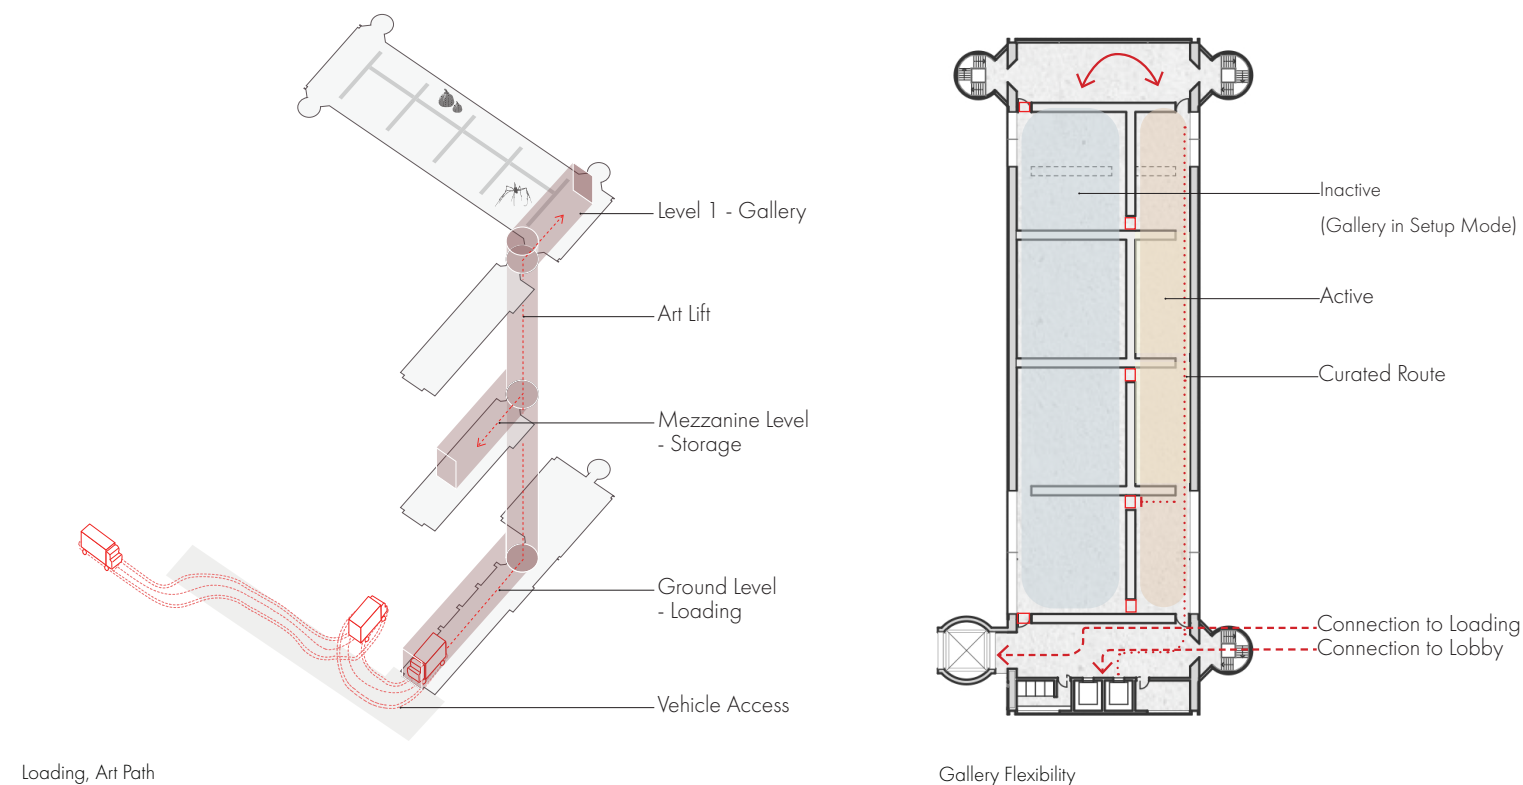 Level 1 - Gallery
Art Lift
Mezzanine Level
- Storage
Ground Level
- Loading
Vehicle Access
Loading, Art Path
Inactive
(Gallery in Setup Mode)
Active
Curated Route
Connection to Loading
Connection to Lobby
Gallery Flexibility